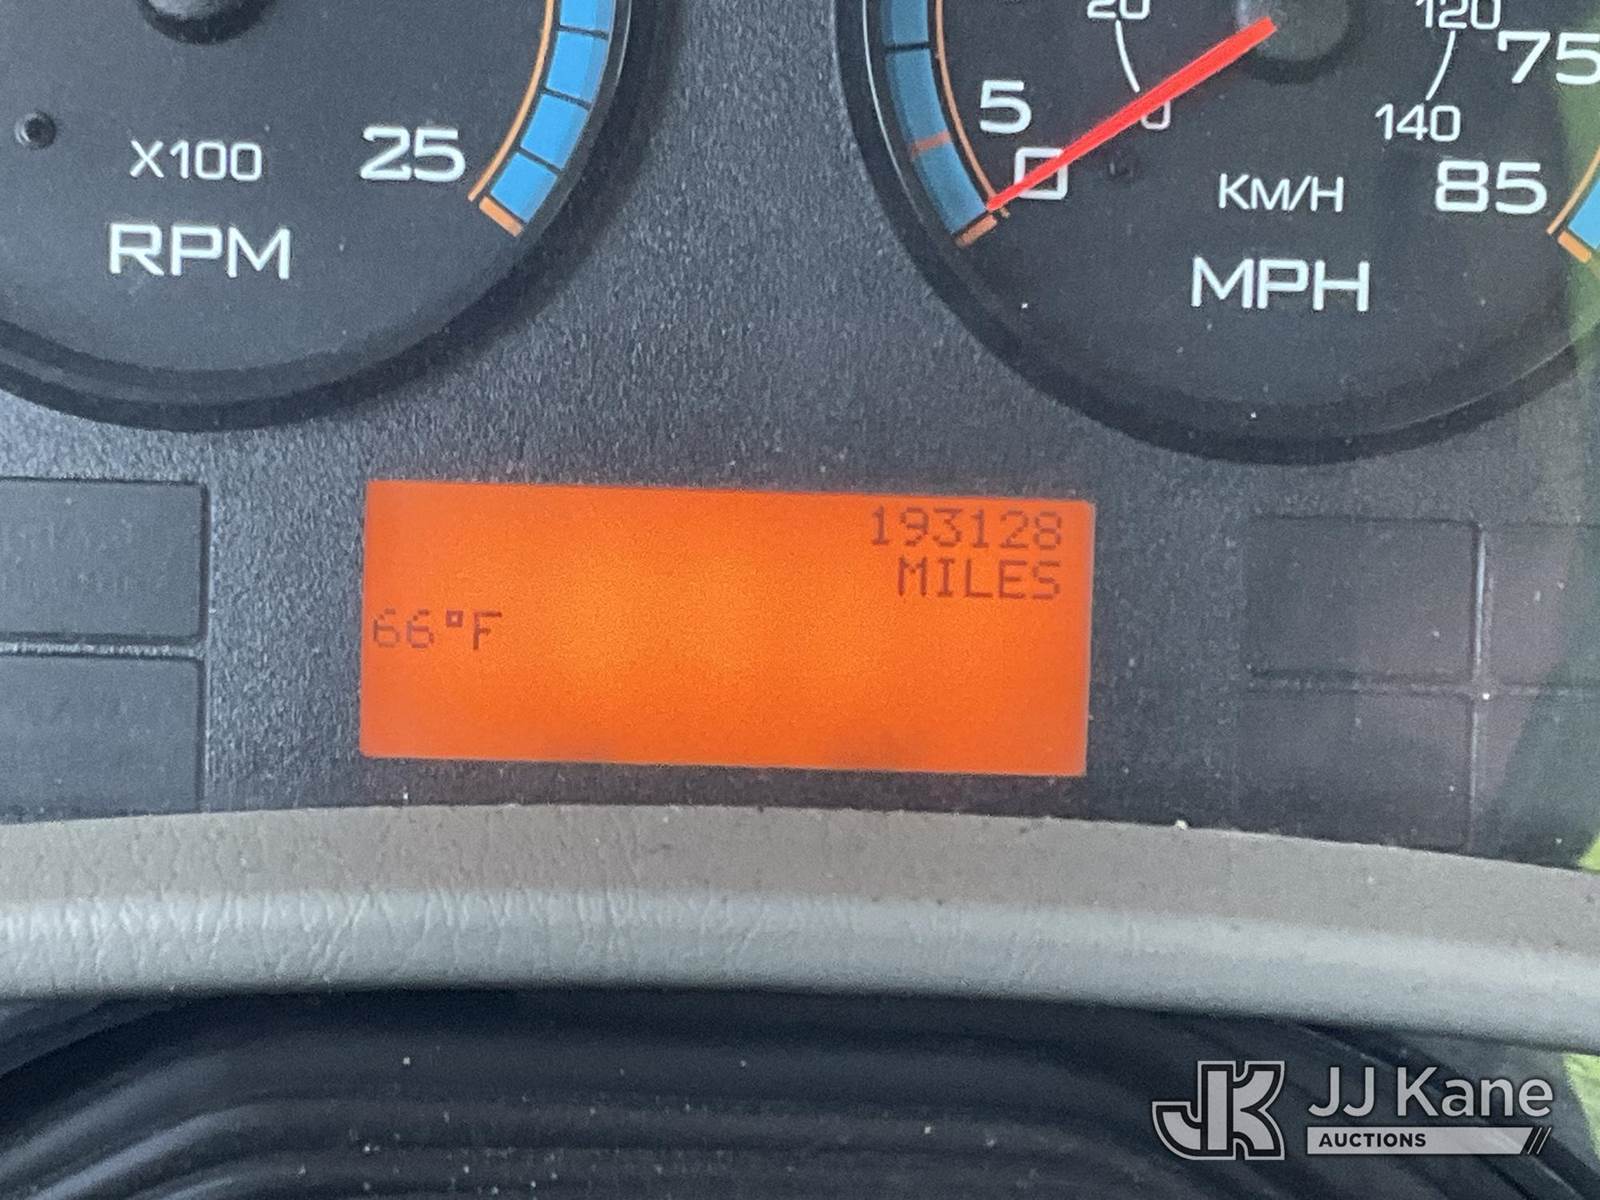 20
120
75
5
0
0
140
85
X100
25
KM/H
RPM
MPH
193128
MILES
66°F
JK JJ Kane
AUCTIONS